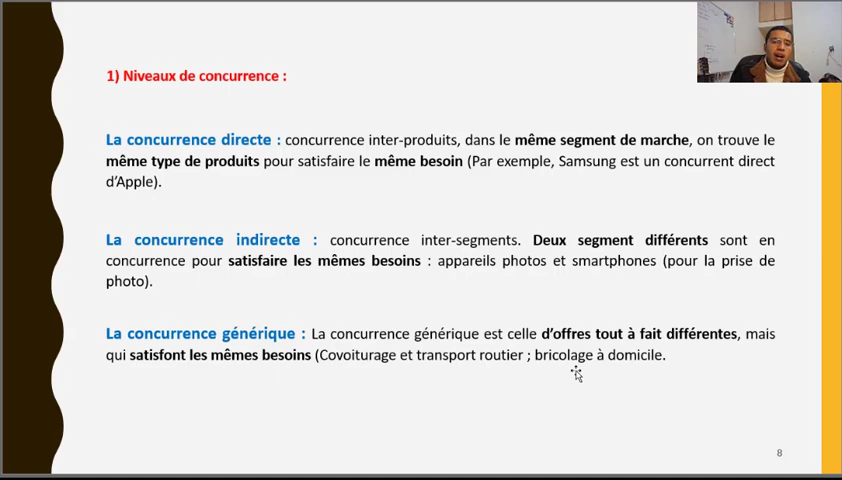 1) Niveaux de concurrence :
La concurrence directe : concurrence inter-produits, dans le même segment de marche, on trouve le
même type de produits pour satisfaire le même besoin (Par exemple, Samsung est un concurrent direct
d’Apple).
La concurrence indirecte : concurrence inter-segments. Deux segment différents sont en
concurrence pour satisfaire les mêmes besoins : appareils photos et smartphones (pour la prise de
photo).
La concurrence générique : La concurrence générique est celle d’offres tout à fait différentes, mais
qui satisfont les mêmes besoins (Covoiturage et transport routier ; bricolage à domicile.
8